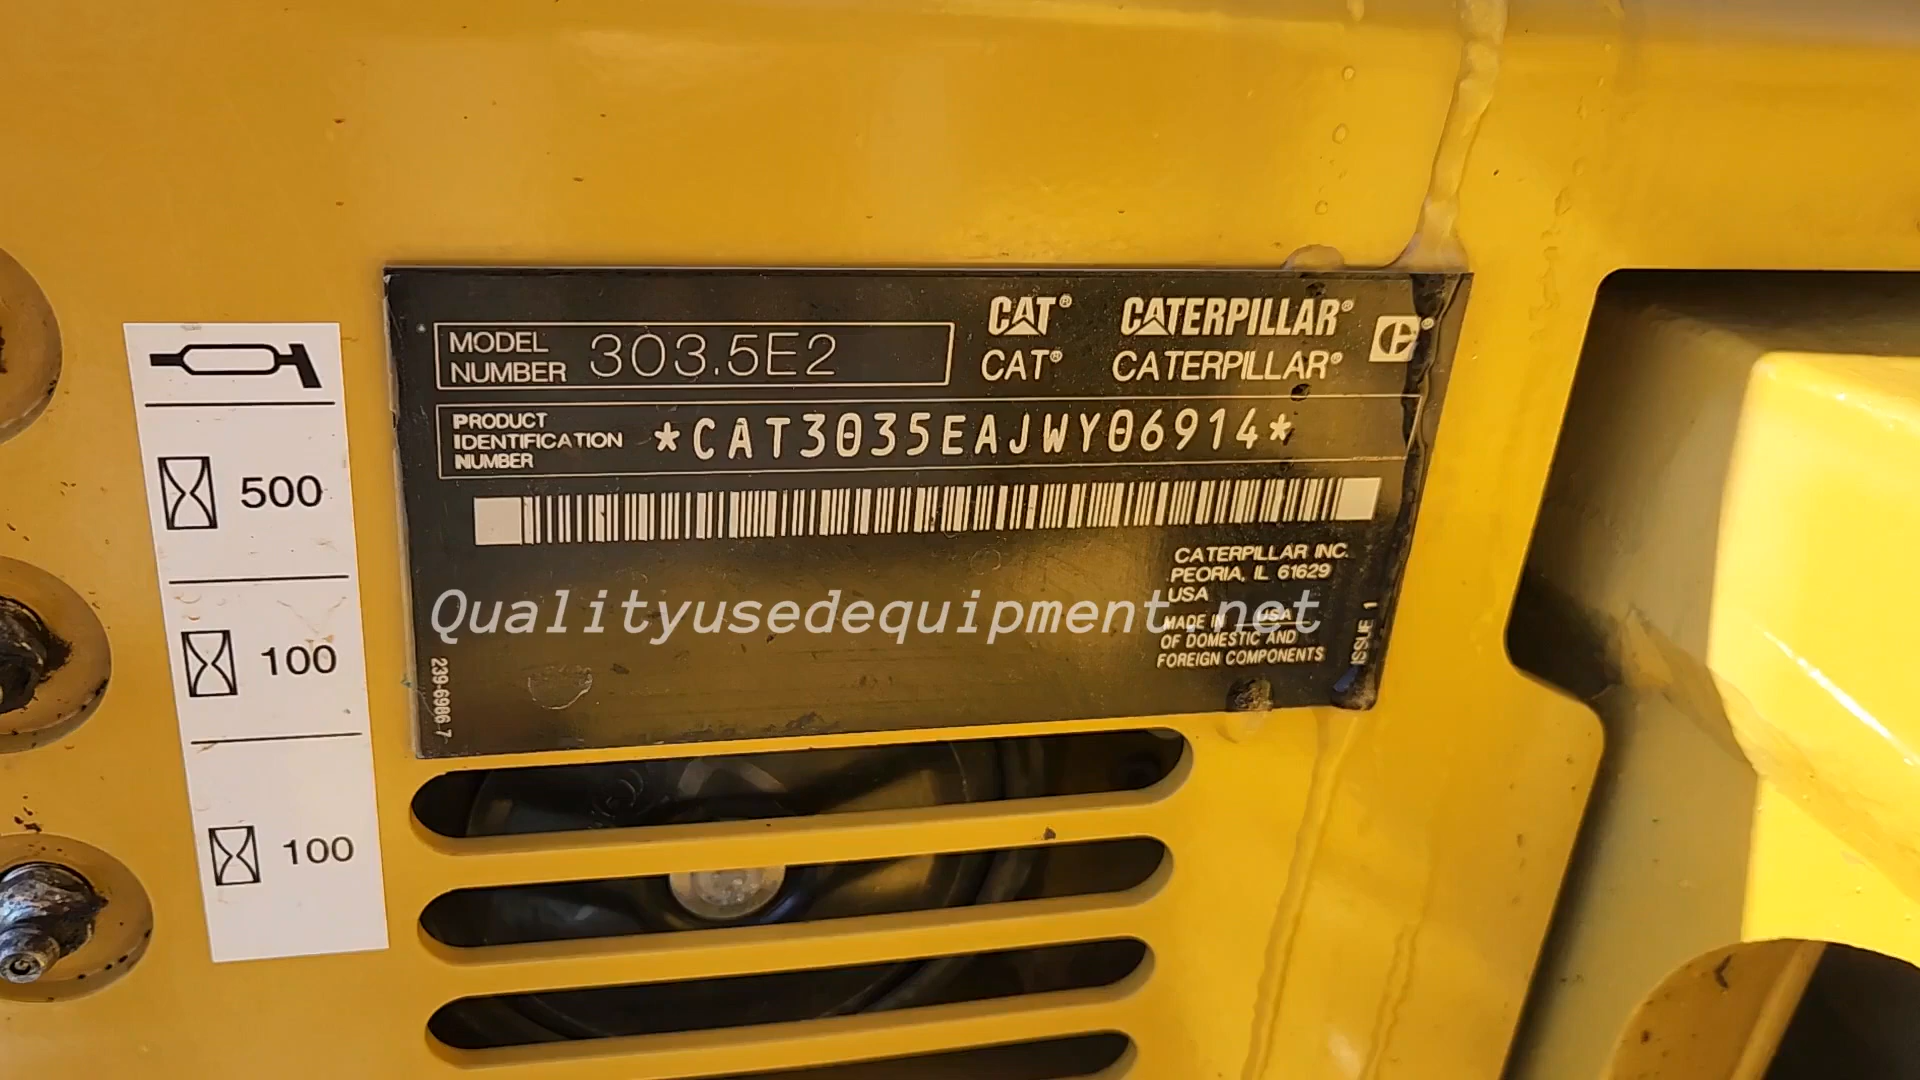 500
100
100
MODEL NUMBER 303.5E2
CAT® CATERPILLAR®
CAT® CATERPILLAR®
PRODUCT IDENTIFICATION NUMBER *CAT3035EAJWY06914*
CATERPILLAR INC.
PEORIA, IL 61629
USA
MADE IN USA
OF DOMESTIC AND
FOREIGN COMPONENTS
ISSUE 1
239-6986 7
Qualityusedequipment.net